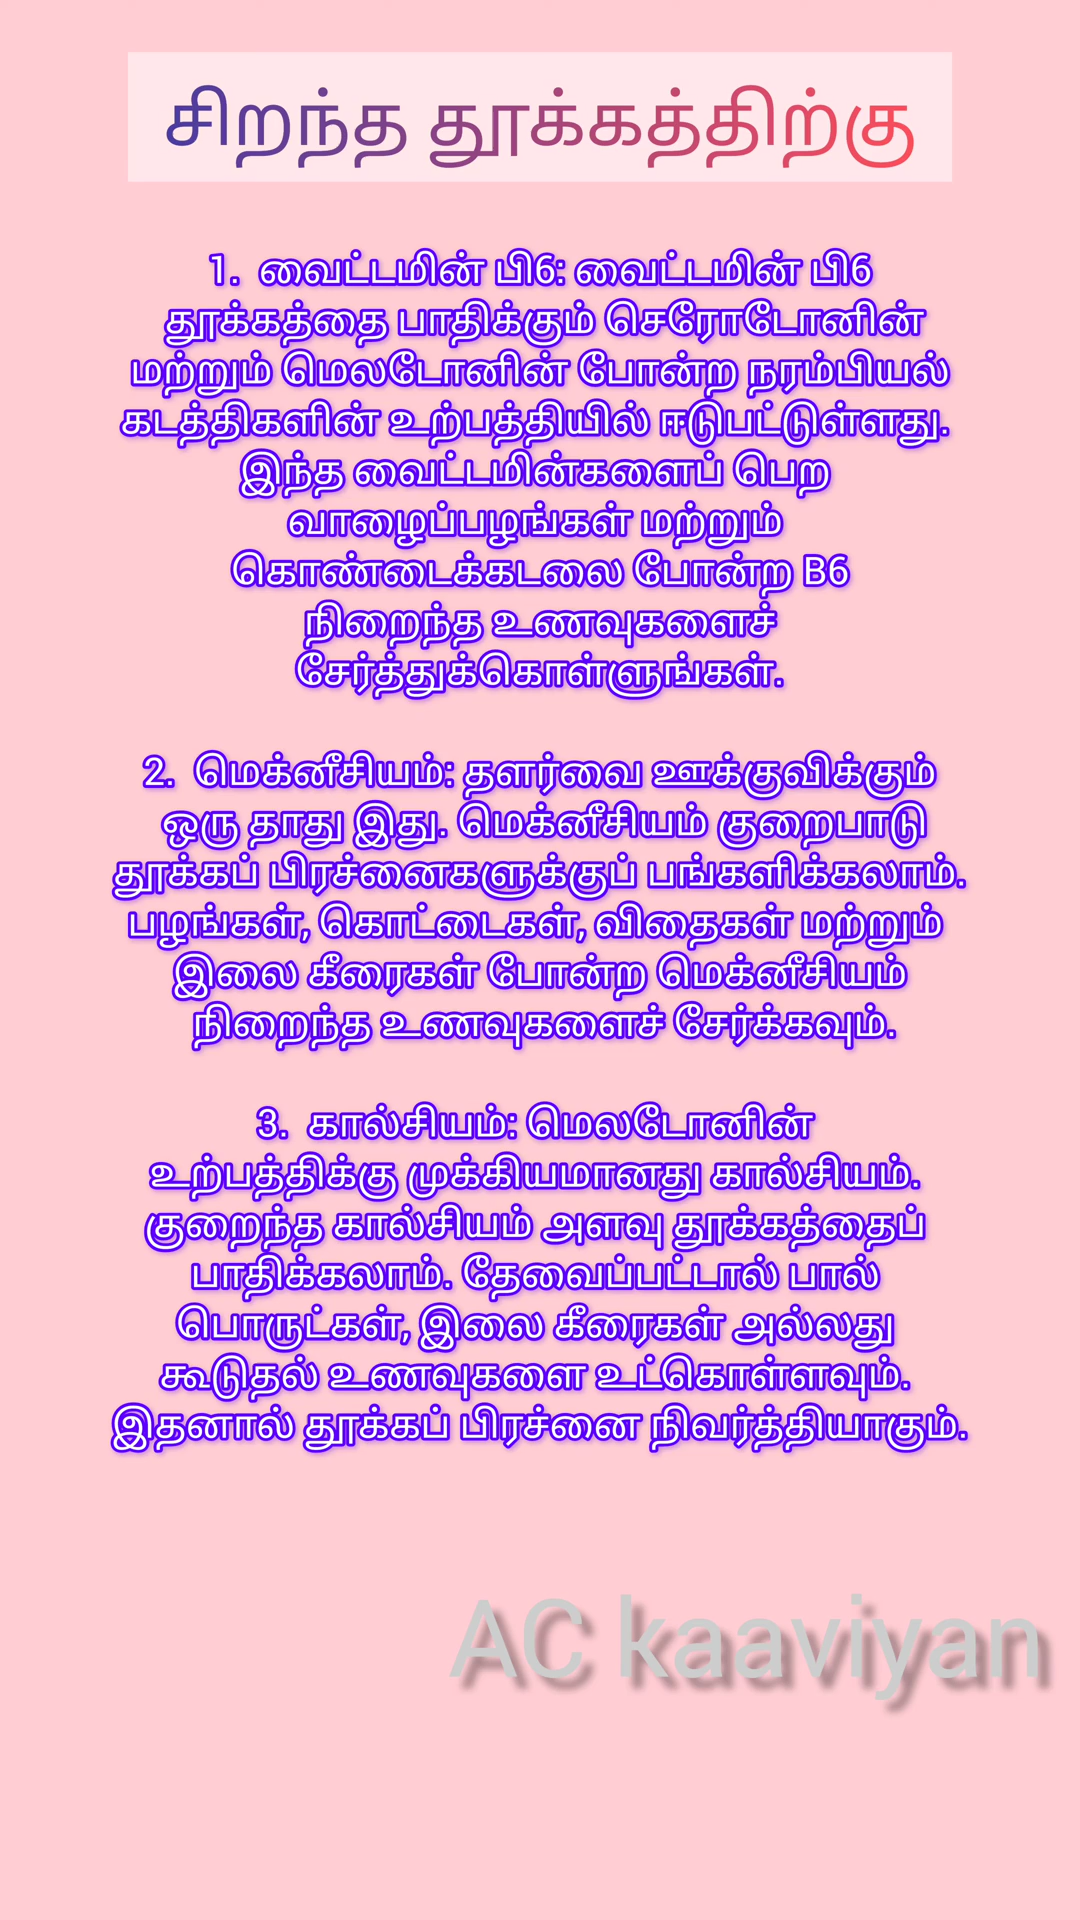 சிறந்த தூக்கத்திற்கு
1. வைட்டமின் பி6: வைட்டமின் பி6
தூக்கத்தை பாதிக்கும் செரோடோனின்
மற்றும் மெலடோனின் போன்ற நரம்பியல்
கடத்திகளின் உற்பத்தியில் ஈடுபட்டுள்ளது.
இந்த வைட்டமின்களைப் பெற
வாழைப்பழங்கள் மற்றும்
கொண்டைக்கடலை போன்ற B6
நிறைந்த உணவுகளைச்
சேர்த்துக்கொள்ளுங்கள்.
2. மெக்னீசியம்: தளர்வை ஊக்குவிக்கும்
ஒரு தாது இது. மெக்னீசியம் குறைபாடு
தூக்கப் பிரச்னைகளுக்குப் பங்களிக்கலாம்.
பழங்கள், கொட்டைகள், விதைகள் மற்றும்
இலை கீரைகள் போன்ற மெக்னீசியம்
நிறைந்த உணவுகளைச் சேர்க்கவும்.
3. கால்சியம்: மெலடோனின்
உற்பத்திக்கு முக்கியமானது கால்சியம்.
குறைந்த கால்சியம் அளவு தூக்கத்தைப்
பாதிக்கலாம். தேவைப்பட்டால் பால்
பொருட்கள், இலை கீரைகள் அல்லது
கூடுதல் உணவுகளை உட்கொள்ளவும்.
இதனால் தூக்கப் பிரச்னை நிவர்த்தியாகும்.
AC kaaviyan